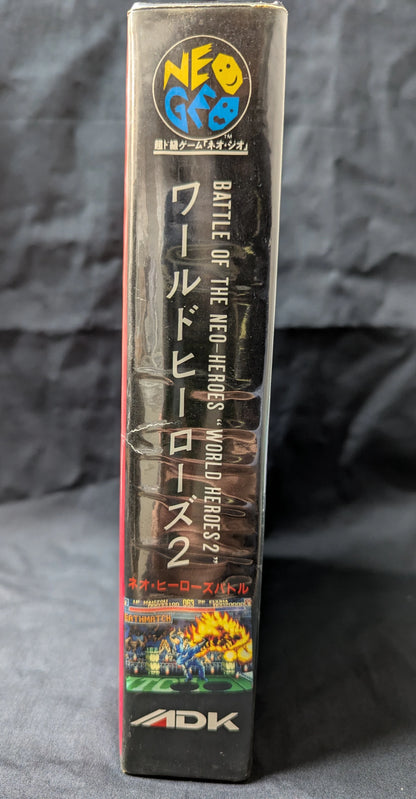 NEO
GEO
TM
超ド級ゲーム「ネオ・ジオ」
BATTLE OF THE NEO-HEROES "WORLD HEROES 2"
ワールドヒーローズ2
ネオ・ヒーローズバトル
063
ADK